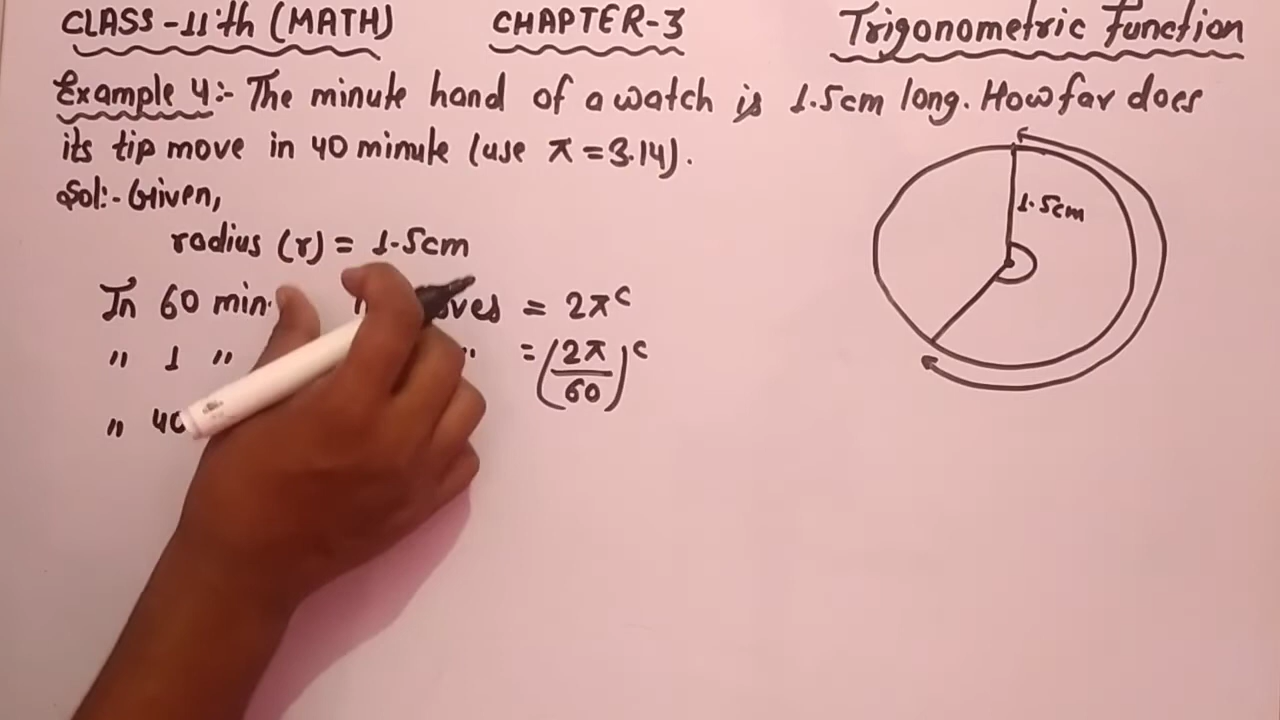 CLASS-11th (MATH) CHAPTER-3 Trigonometric Function
Example 4:- The minute hand of a watch is 1.5cm long. How far does
its tip move in 40 minute (use π = 3.14).
Sol:- Given,
radius (r) = 1.5cm
In 60 min = 2π^c
" 1 " " = (2π/60)^c
" 40
1.5cm